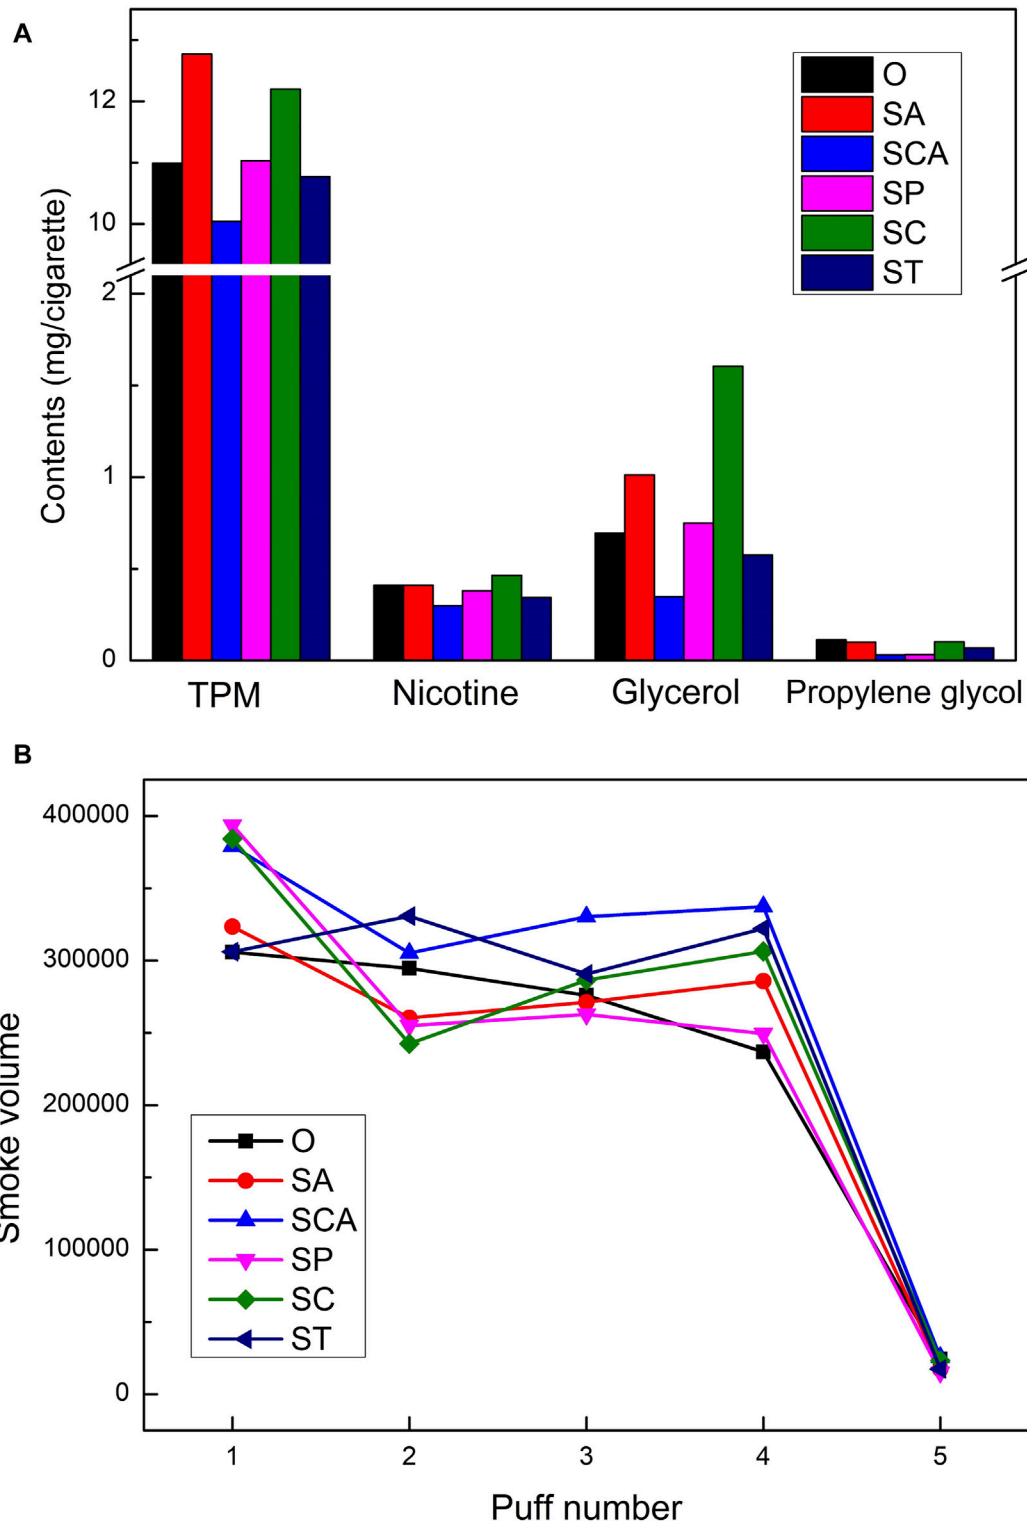 A
O
SA
SCA
SP
SC
ST
12
10
2
1
0
Contents (mg/cigarette)
TPM Nicotine Glycerol Propylene glycol
B
400000
300000
200000
100000
0
Smoke volume
O
SA
SCA
SP
SC
ST
1 2 3 4 5
Puff number